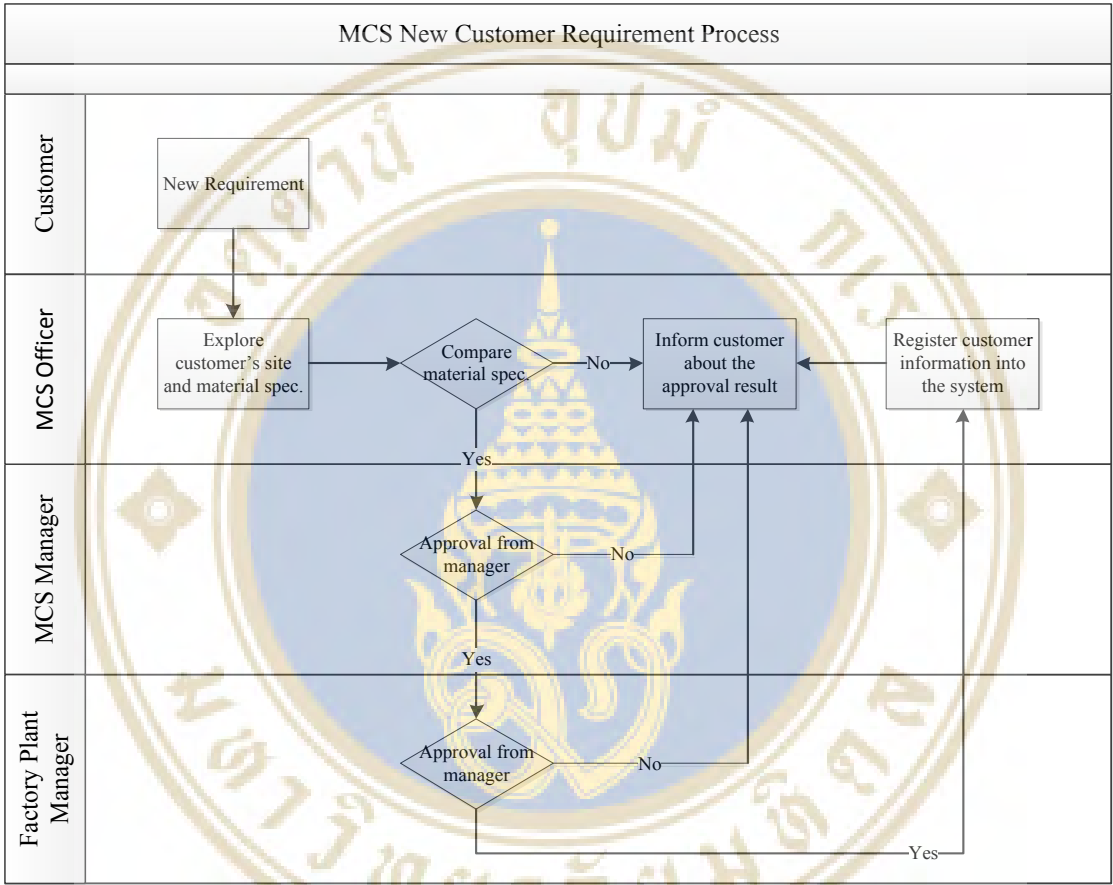 MCS New Customer Requirement Process
Customer
New Requirement
MCS Officer
Explore
customer's site
and material spec.
Compare
material spec.
No
Inform customer
about the
approval result
Register customer
information into
the system
Yes
MCS Manager
Approval from
manager
No
Yes
Factory Plant
Manager
Approval from
manager
No
Yes